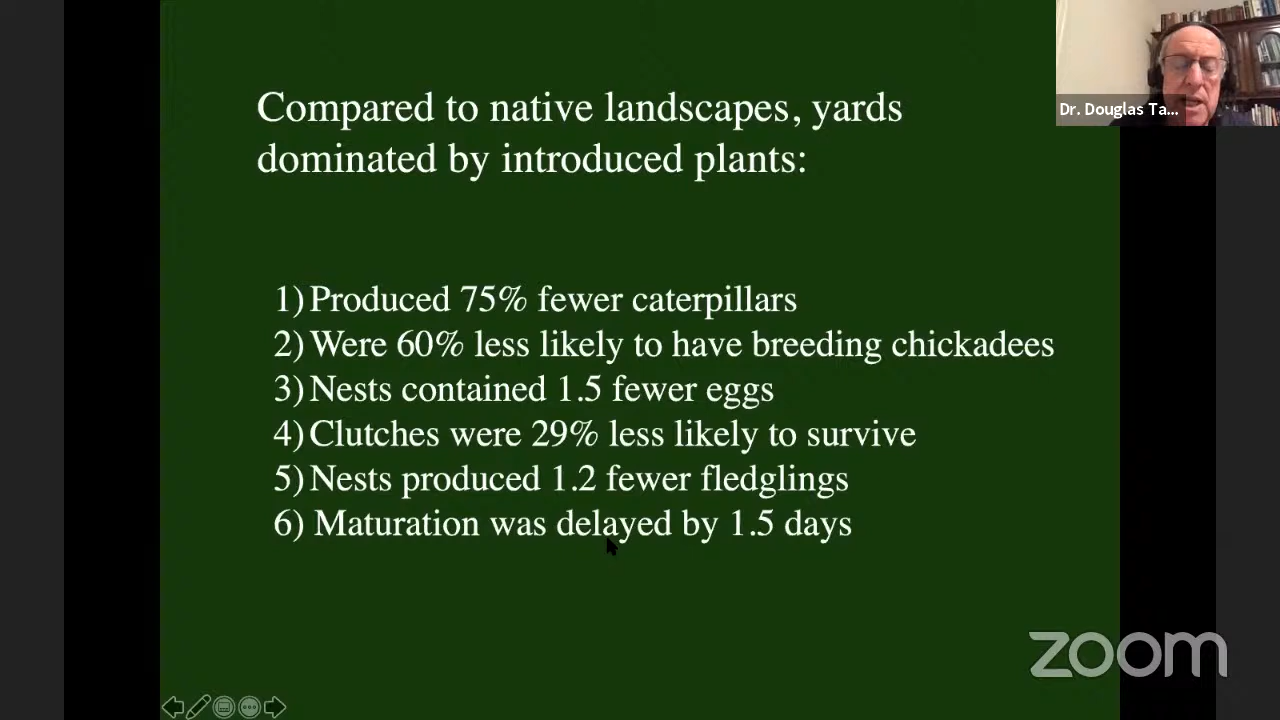 Compared to native landscapes, yards
dominated by introduced plants:
1) Produced 75% fewer caterpillars
2) Were 60% less likely to have breeding chickadees
3) Nests contained 1.5 fewer eggs
4) Clutches were 29% less likely to survive
5) Nests produced 1.2 fewer fledglings
6) Maturation was delayed by 1.5 days
Dr. Douglas Ta...
zoom